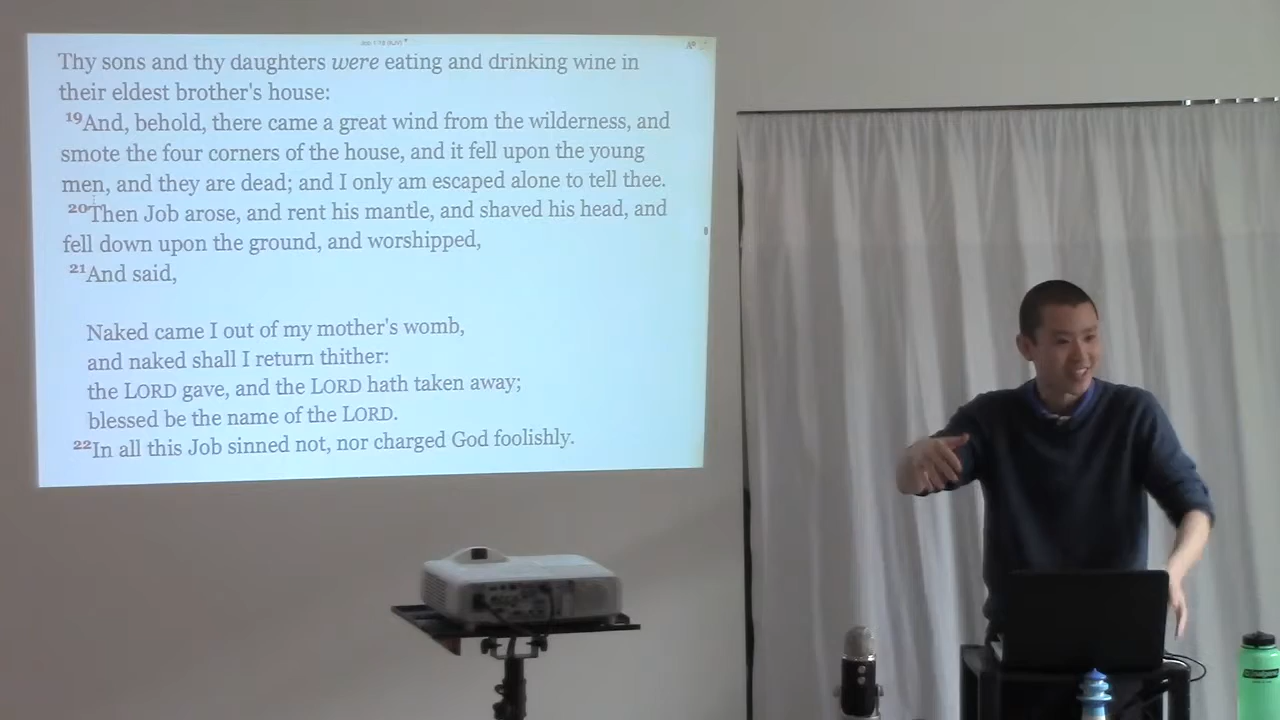 Job 1:18 (KJV)
Thy sons and thy daughters were eating and drinking wine in
their eldest brother's house:
19And, behold, there came a great wind from the wilderness, and
smote the four corners of the house, and it fell upon the young
men, and they are dead; and I only am escaped alone to tell thee.
20Then Job arose, and rent his mantle, and shaved his head, and
fell down upon the ground, and worshipped,
21And said,
Naked came I out of my mother's womb,
and naked shall I return thither:
the LORD gave, and the LORD hath taken away;
blessed be the name of the LORD.
22In all this Job sinned not, nor charged God foolishly.